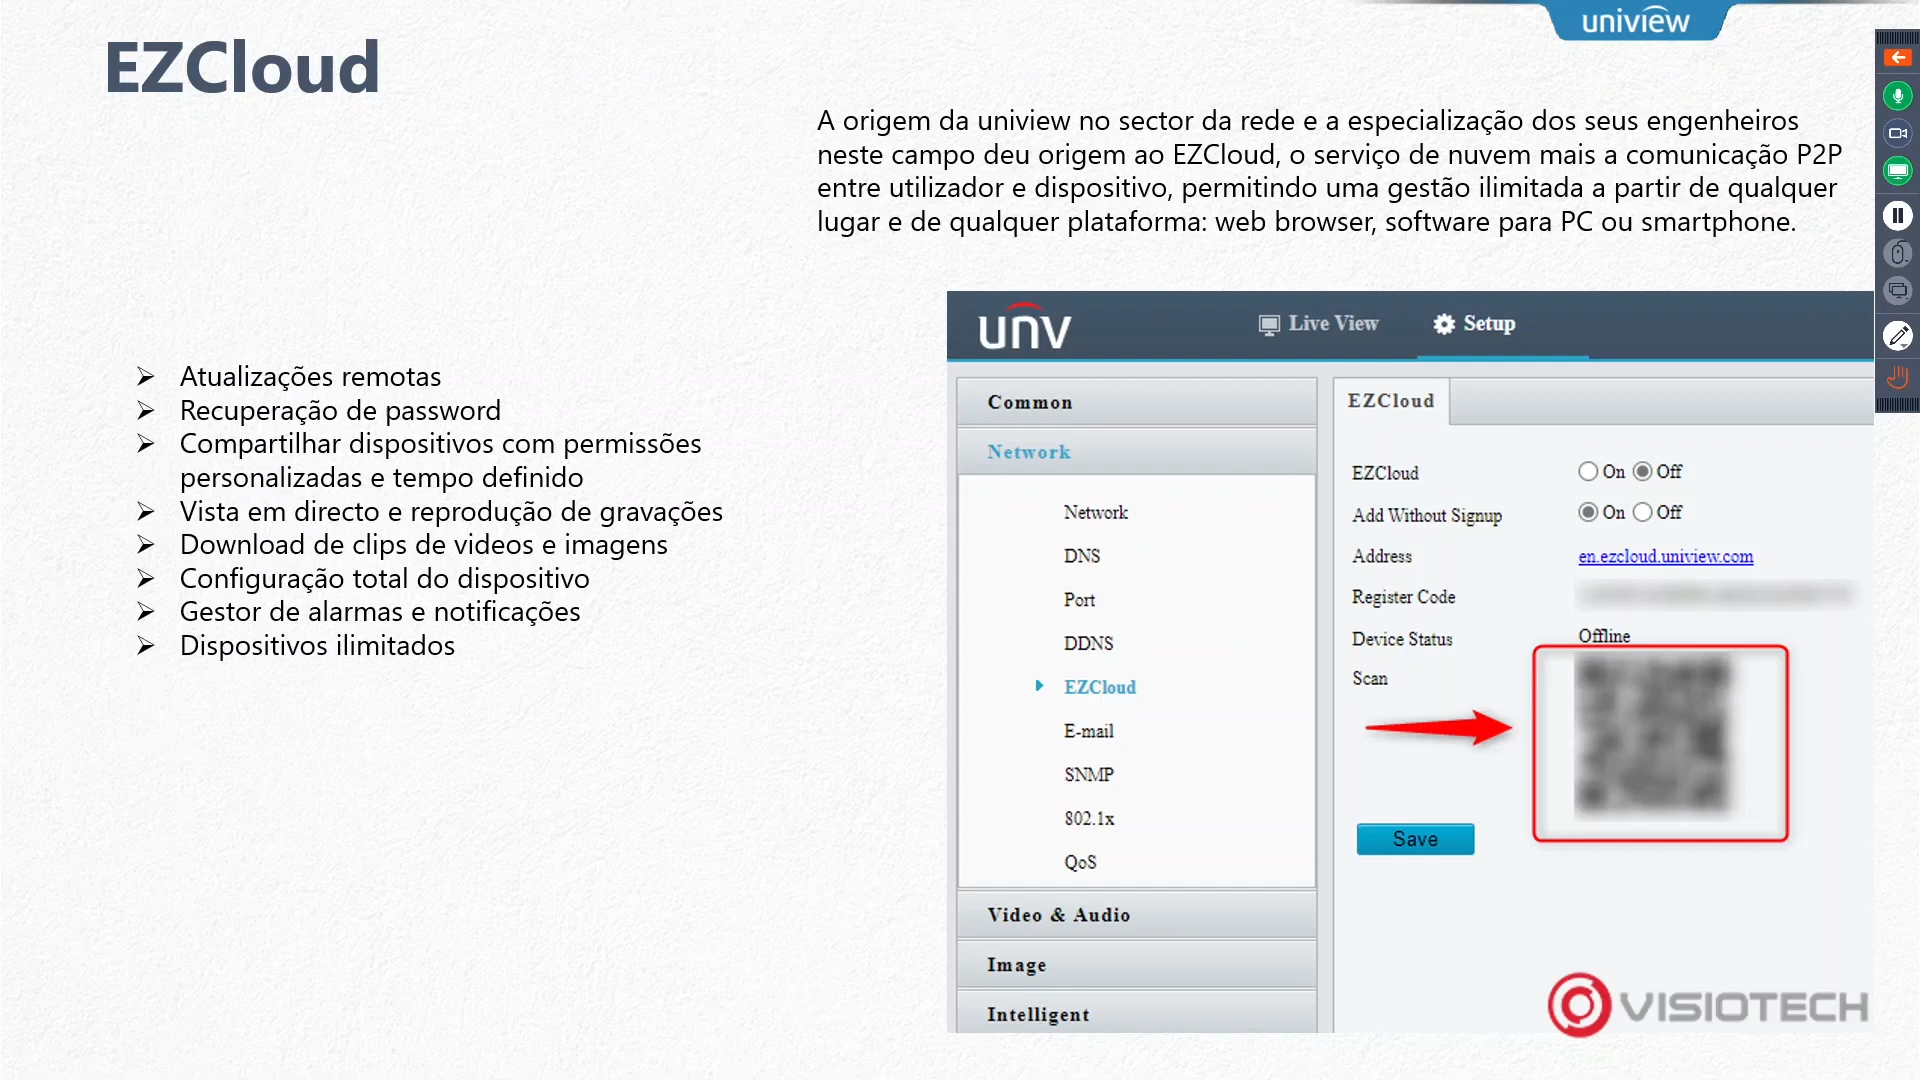 uniview
EZCloud
A origem da uniview no sector da rede e a especialização dos seus engenheiros
neste campo deu origem ao EZCloud, o serviço de nuvem mais a comunicação P2P
entre utilizador e dispositivo, permitindo uma gestão ilimitada a partir de qualquer
lugar e de qualquer plataforma: web browser, software para PC ou smartphone.
Atualizações remotas
Recuperação de password
Compartilhar dispositivos com permissões
personalizadas e tempo definido
Vista em directo e reprodução de gravações
Download de clips de videos e imagens
Configuração total do dispositivo
Gestor de alarmas e notificações
Dispositivos ilimitados
unv
Live View
Setup
Common
Network
Network
DNS
Port
DDNS
EZCloud
E-mail
SNMP
802.1x
QoS
Video & Audio
Image
Intelligent
EZCloud
EZCloud On Off
Add Without Signup On Off
Address en.ezcloud.uniview.com
Register Code
Device Status Offline
Scan
Save
VISIOTECH